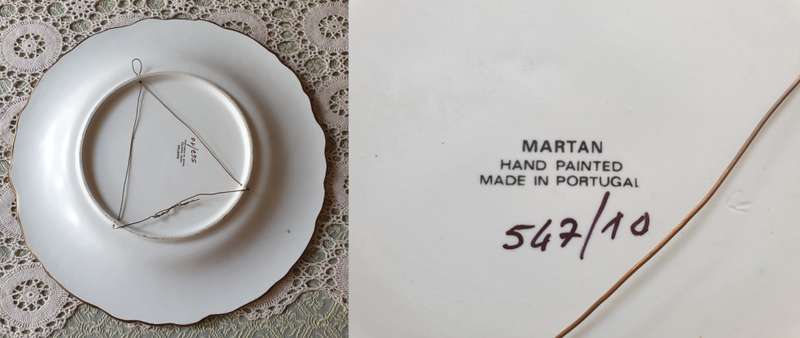 MARTAN
HAND PAINTED
MADE IN PORTUGAL
547/10